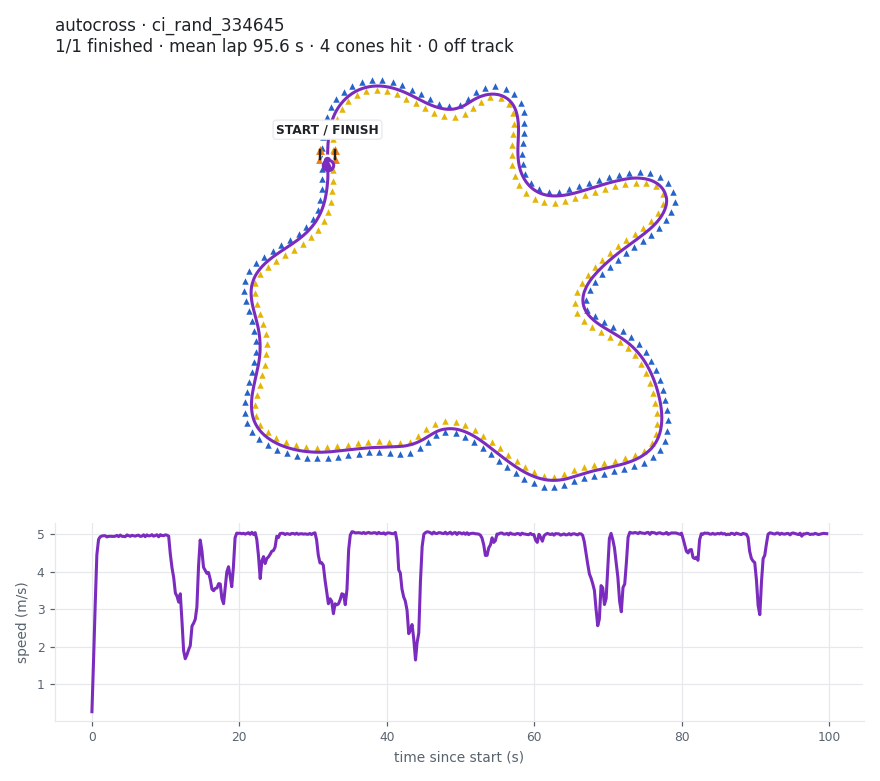 autocross · ci_rand_334645
1/1 finished · mean lap 95.6 s · 4 cones hit · 0 off track
START / FINISH
5
4
3
2
1
speed (m/s)
0 20 40 60 80 100
time since start (s)